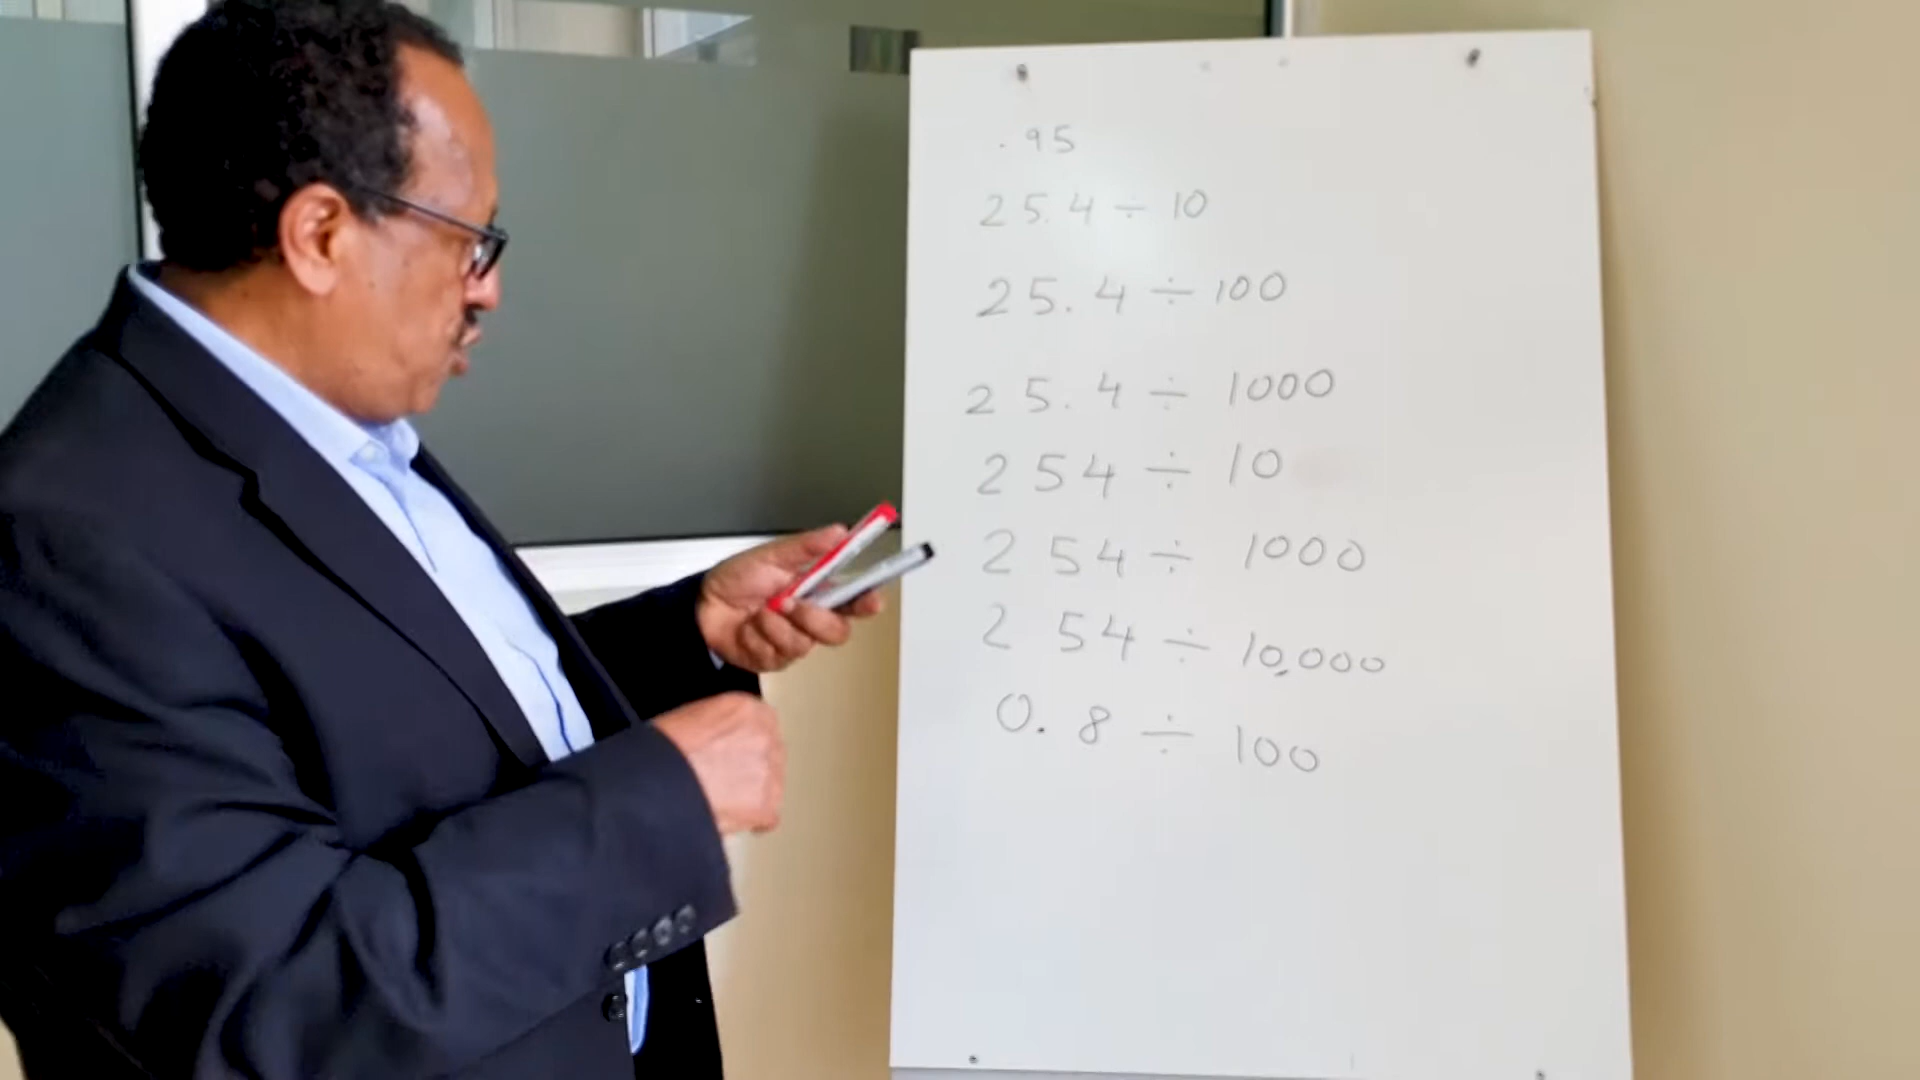 .95
25.4 ÷ 10
25.4 ÷ 100
25.4 ÷ 1000
254 ÷ 10
254 ÷ 1000
254 ÷ 10,000
0.8 ÷ 100